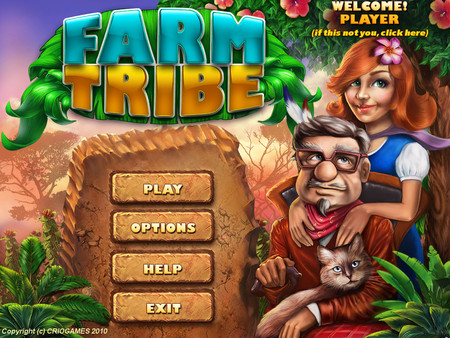 WELCOME!
PLAYER
(if this not you, click here)
FARM
TRIBE
PLAY
OPTIONS
HELP
EXIT
Copyright (c) CRIOGAMES 2010